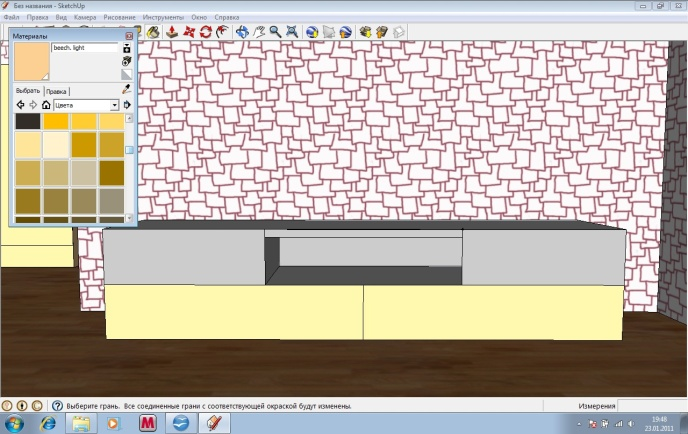 Без названия - SketchUp
Файл Правка Вид Камера Рисование Инструменты Окно Справка
Материалы
beech, light
Выбрать Правка
Цвета
Выберите грань. Все соединенные грани с соответствующей окраской будут изменены.
Измерения
19:48
23.01.2011